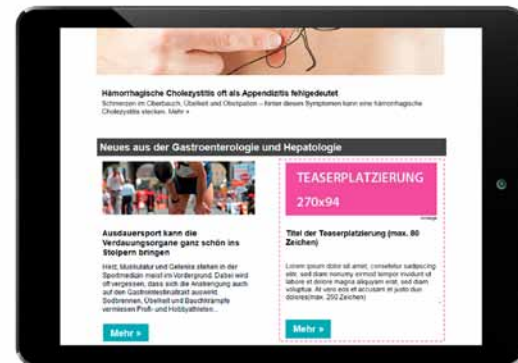 Hämorrhagische Cholezystitis oft als Appendizitis fehlgedeutet
Schmerzen im Oberbauch, Übelkeit und Obstipation – hinter diesen Symptomen kann eine hämorrhagische
Cholezystitis stecken. Mehr »
Neues aus der Gastroenterologie und Hepatologie
Ausdauersport kann die
Verdauungsorgane ganz schön ins
Stolpern bringen
Herz, Muskulatur und Gelenke stehen in der
Sportmedizin meist im Vordergrund. Dabei wird
oft vergessen, dass sich die Anstrengung auch
auf den Gastrointestinaltrakt auswirkt.
Sodbrennen, Übelkeit und Bauchkrämpfe
vermiesen Profi- und Hobbyathleten...
Mehr »
TEASERPLATZIERUNG
270x94
Anzeige
Titel der Teaserplatzierung (max. 80
Zeichen)
Lorem ipsum dolor sit amet, consetetur sadipscing
elitr, sed diam nonumy eirmod tempor invidunt ut
labore et dolore magna aliquyam erat, sed diam
voluptua. At vero eos et accusam et justo duo
dolores(max. 250 Zeichen)
Mehr »